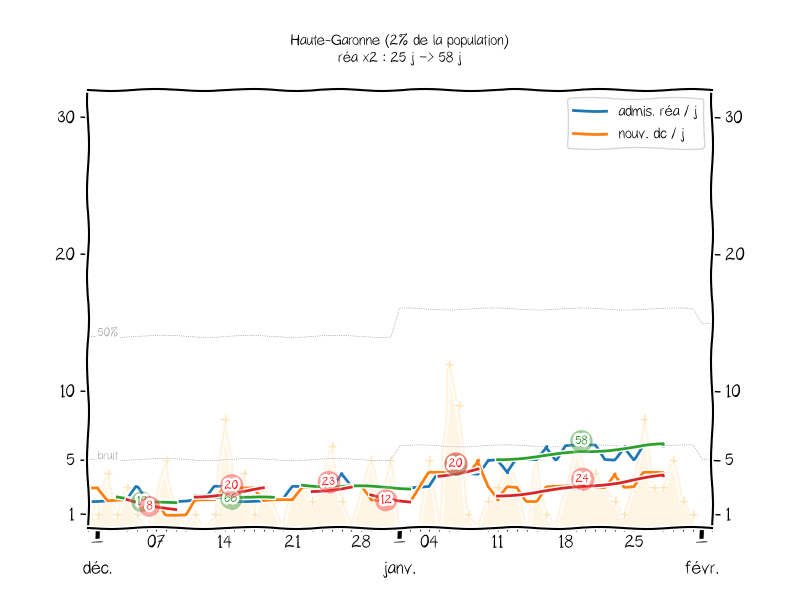 Haute-Garonne (2% de la population)
réa x2 : 25 j -> 58 j
admis. réa / j
nouv. dc / j
30 30
20 20
50%
10 10
bruit
5 5
1 1
58
20
20
23
24
12
8
07 14 21 28 04 11 18 25
déc. janv. févr.